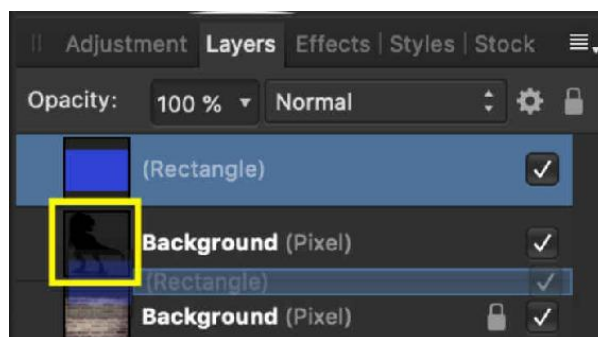 Adjustment Layers Effects | Styles | Stock
Opacity: 100 % Normal
(Rectangle)
Background (Pixel)
(Rectangle)
Background (Pixel)